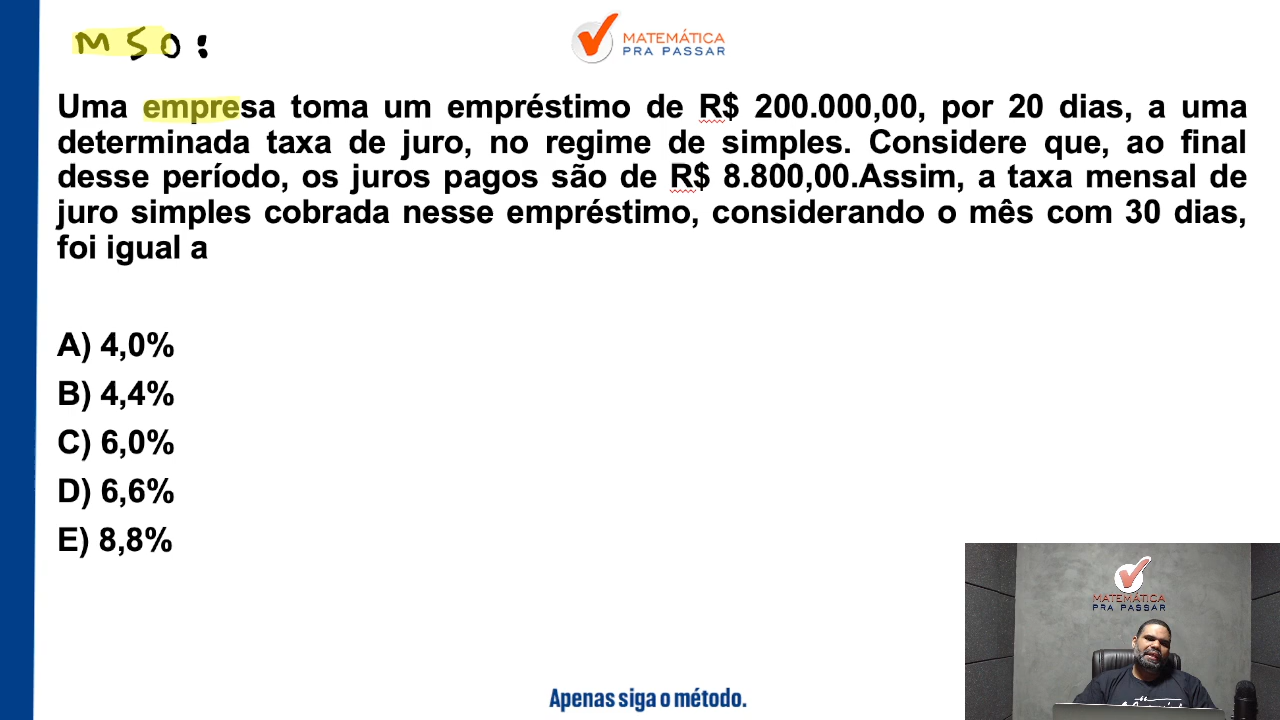 M 5 0 :
MATEMÁTICA
PRA PASSAR
Uma empresa toma um empréstimo de R$ 200.000,00, por 20 dias, a uma
determinada taxa de juro, no regime de simples. Considere que, ao final
desse período, os juros pagos são de R$ 8.800,00.Assim, a taxa mensal de
juro simples cobrada nesse empréstimo, considerando o mês com 30 dias,
foi igual a
A) 4,0%
B) 4,4%
C) 6,0%
D) 6,6%
E) 8,8%
MATEMÁTICA
PRA PASSAR
Apenas siga o método.